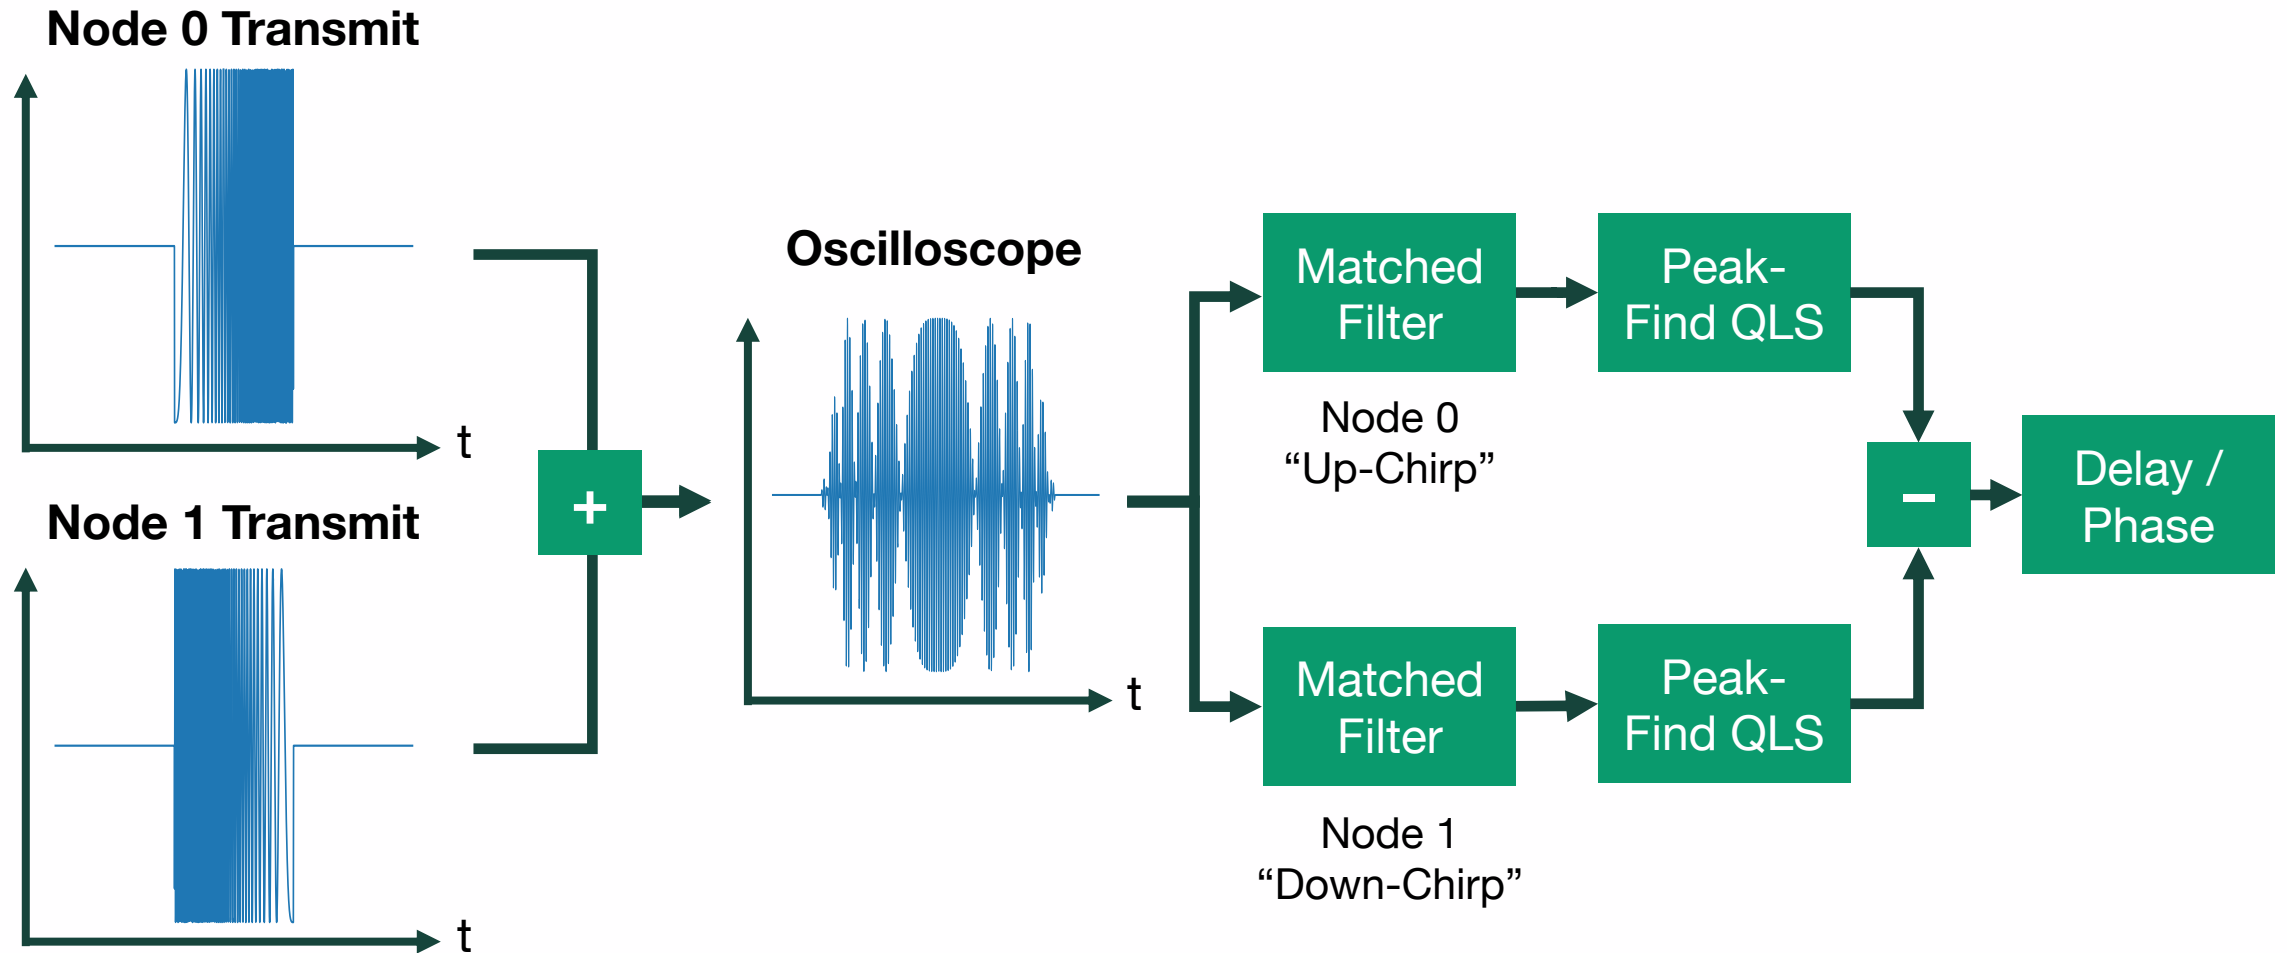 Node 0 Transmit
t
Node 1 Transmit
t
+
Oscilloscope
t
Matched
Filter
Node 0
“Up-Chirp”
Peak-
Find QLS
Matched
Filter
Node 1
“Down-Chirp”
Peak-
Find QLS
−
Delay /
Phase